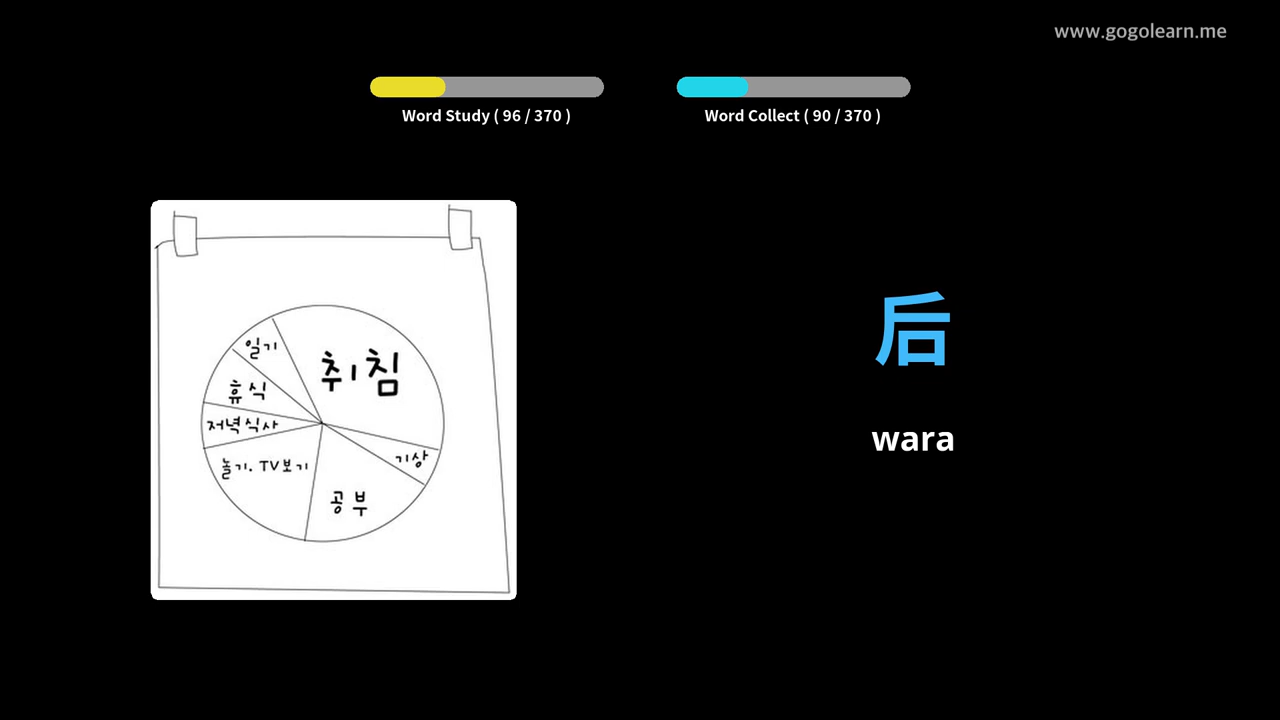 www.gogolearn.me
Word Study ( 96 / 370 )
Word Collect ( 90 / 370 )
일기
취침
휴식
저녁식사
놀기. TV보기
기상
공부
后
wara